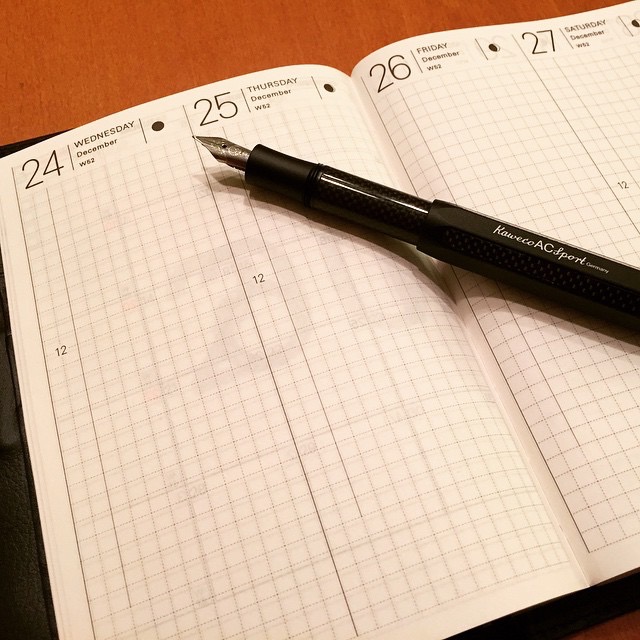 24 WEDNESDAY
December
W52
25 THURSDAY
December
W52
26 FRIDAY
December
W52
27 SATURDAY
December
W52
12
12
12
KawecoACSport Germany